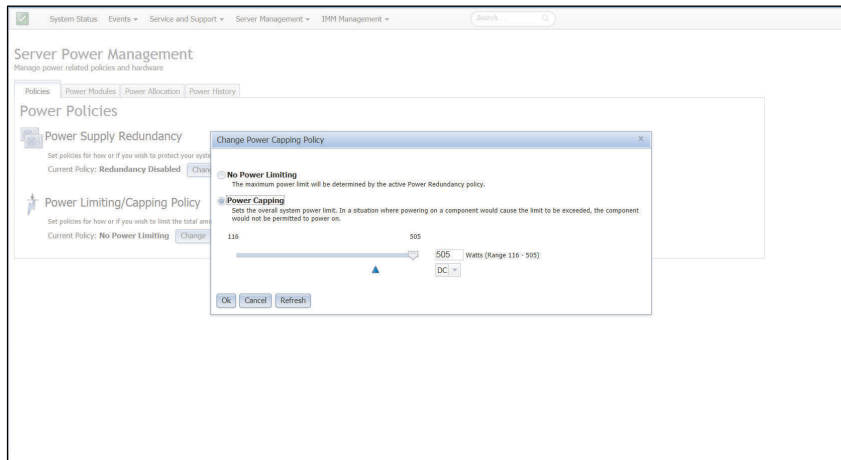 System Status Events Service and Support Server Management IMM Management Search...
Server Power Management
Manage power related policies and hardware
Policies Power Modules Power Allocation Power History
Power Policies
Power Supply Redundancy
Set policies for how or if you wish to protect your syste
Current Policy: Redundancy Disabled Chan
Power Limiting/Capping Policy
Set policies for how or if you wish to limit the total amo
Current Policy: No Power Limiting Change
Change Power Capping Policy ×
No Power Limiting
The maximum power limit will be determined by the active Power Redundancy policy.
Power Capping
Sets the overall system power limit. In a situation where powering on a component would cause the limit to be exceeded, the component
would not be permitted to power on.
116 505
505 Watts (Range 116 - 505)
DC
Ok Cancel Refresh